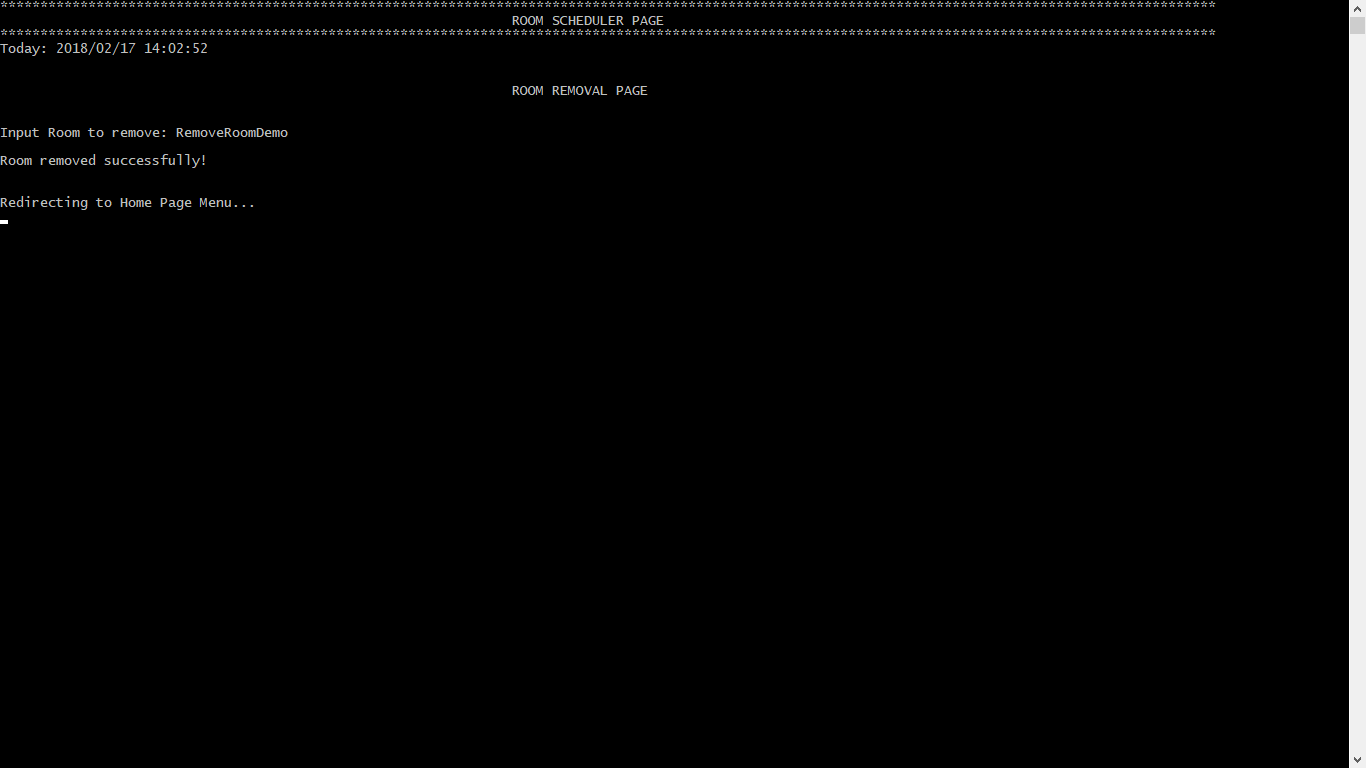 ********************************************************************************************************************************************************
ROOM SCHEDULER PAGE
********************************************************************************************************************************************************
Today: 2018/02/17 14:02:52
ROOM REMOVAL PAGE
Input Room to remove: RemoveRoomDemo
Room removed successfully!
Redirecting to Home Page Menu...